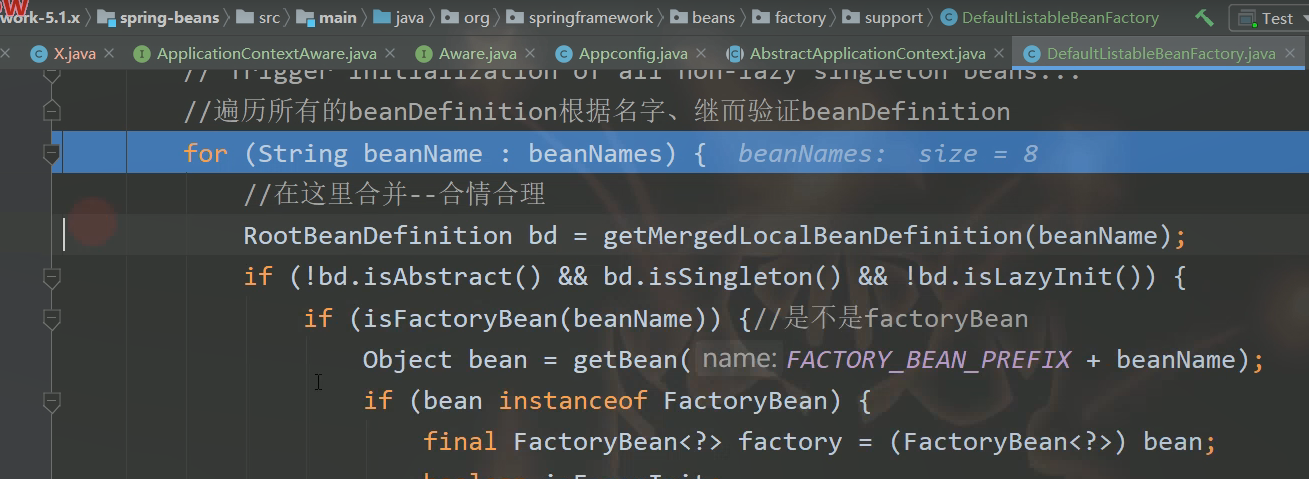 work-5.1.x spring-beans src main java org springframework beans factory support DefaultListableBeanFactory Test
X.java ApplicationContextAware.java Aware.java Appconfig.java AbstractApplicationContext.java DefaultListableBeanFactory.java
// Trigger initialization of all non-lazy singleton beans...
//遍历所有的beanDefinition根据名字、继而验证beanDefinition
for (String beanName : beanNames) { beanNames: size = 8
//在这里合并--合情合理
RootBeanDefinition bd = getMergedLocalBeanDefinition(beanName);
if (!bd.isAbstract() && bd.isSingleton() && !bd.isLazyInit()) {
if (isFactoryBean(beanName)) {//是不是factoryBean
Object bean = getBean( name: FACTORY_BEAN_PREFIX + beanName);
if (bean instanceof FactoryBean) {
final FactoryBean<?> factory = (FactoryBean<?>) bean;